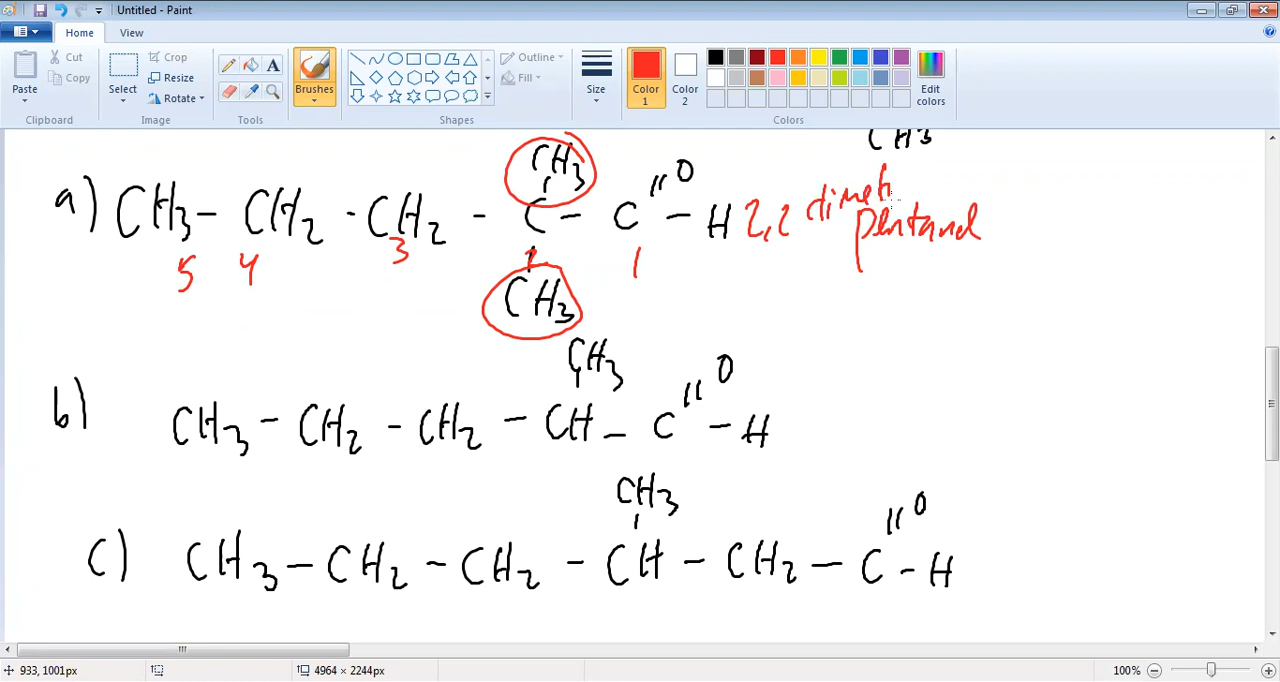 Untitled - Paint
Home View
Paste Cut Copy Clipboard
Select Crop Resize Rotate Image
Tools
Brushes
Outline Fill Shapes
Size
Color 1 Color 2 Edit colors Colors
CH3
a) CH3 – CH2 - CH2 - C – C – H 2,2 dimeth pentanal
CH3 || O
5 4 3 2 1
CH3
CH3 || O
b) CH3 – CH2 - CH2 – CH – C – H
CH3 || O
c) CH3 – CH2 – CH2 – CH – CH2 – C – H
933, 1001px 4964 × 2244px 100%